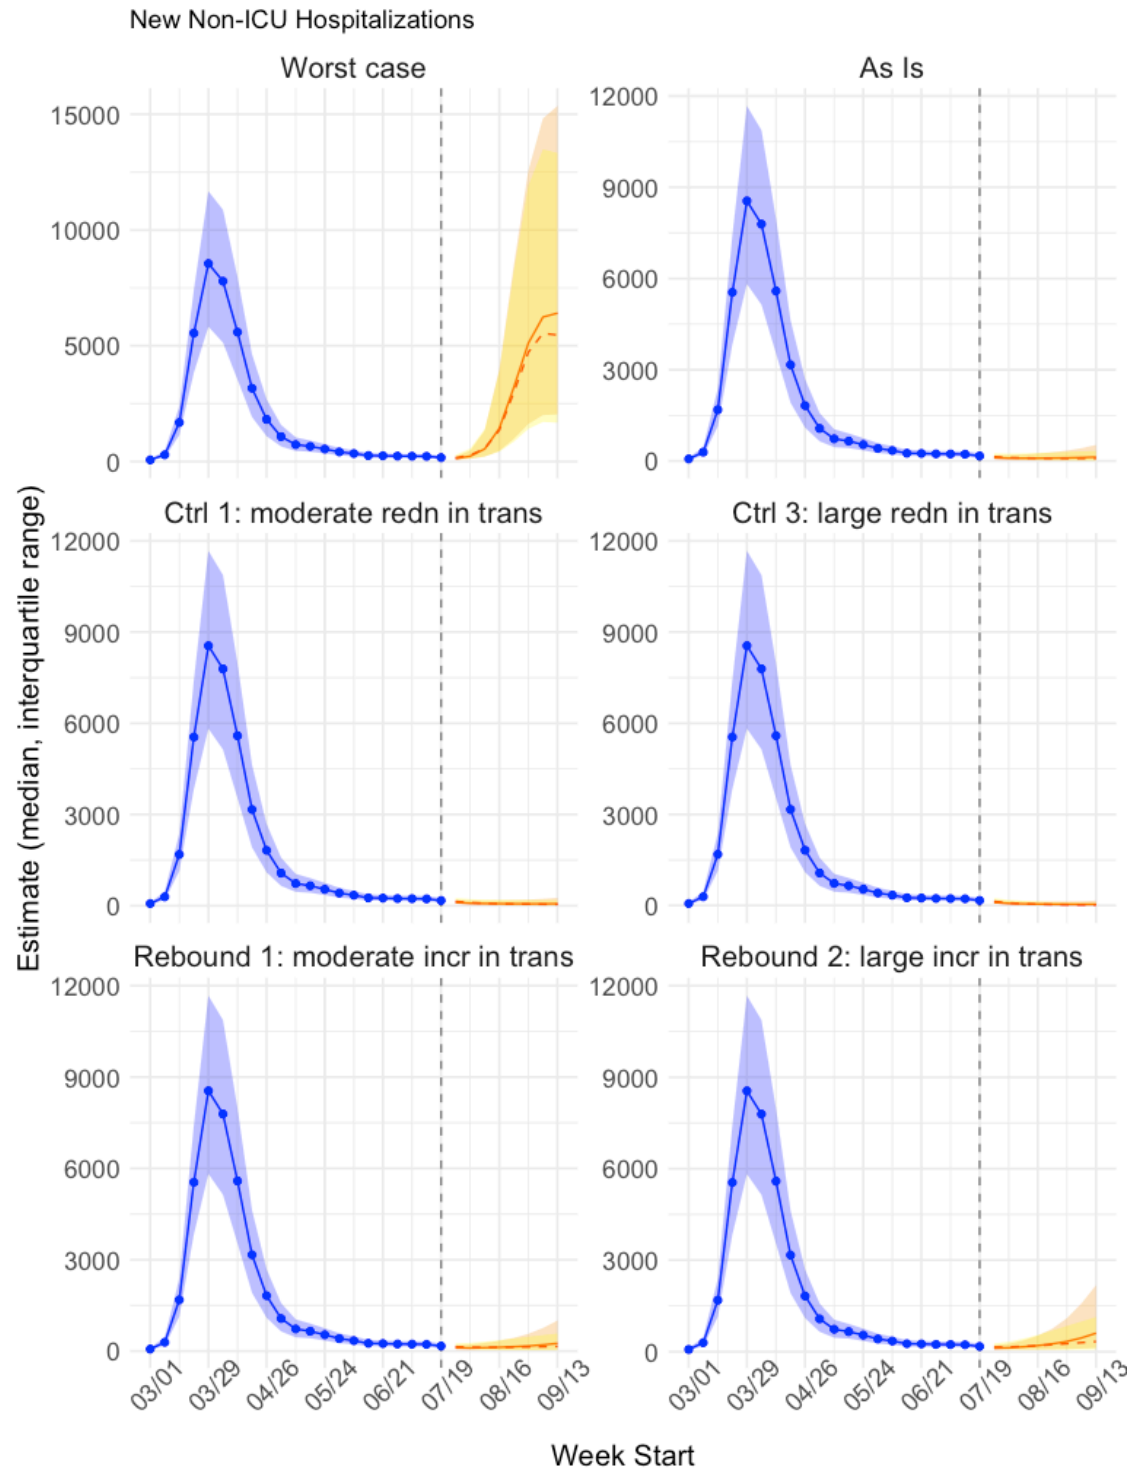 New Non-ICU Hospitalizations
Worst case
As Is
15000
10000
5000
0
12000
9000
6000
3000
0
Estimate (median, interquartile range)
Ctrl 1: moderate redn in trans
Ctrl 3: large redn in trans
12000
9000
6000
3000
0
12000
9000
6000
3000
0
Rebound 1: moderate incr in trans
Rebound 2: large incr in trans
12000
9000
6000
3000
0
12000
9000
6000
3000
0
03/01 03/29 04/26 05/24 06/21 07/19 08/16 09/13
03/01 03/29 04/26 05/24 06/21 07/19 08/16 09/13
Week Start